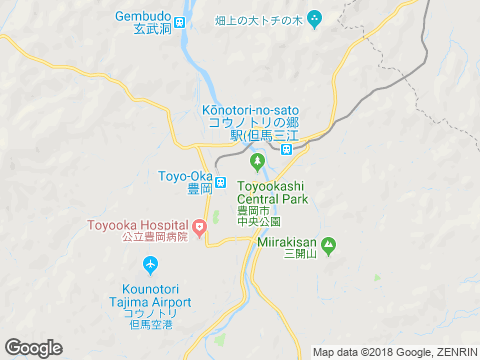 Gembudo
玄武洞
畑上の大トチの木
Kōnotori-no-sato
コウノトリの郷
駅(但馬三江
Toyo-Oka
豊岡
Toyookashi
Central Park
豊岡市
中央公園
Toyooka Hospital
公立豊岡病院
Miirakisan
三開山
Kounotori
Tajima Airport
コウノトリ
但馬空港
Google
Map data ©2018 Google, ZENRIN